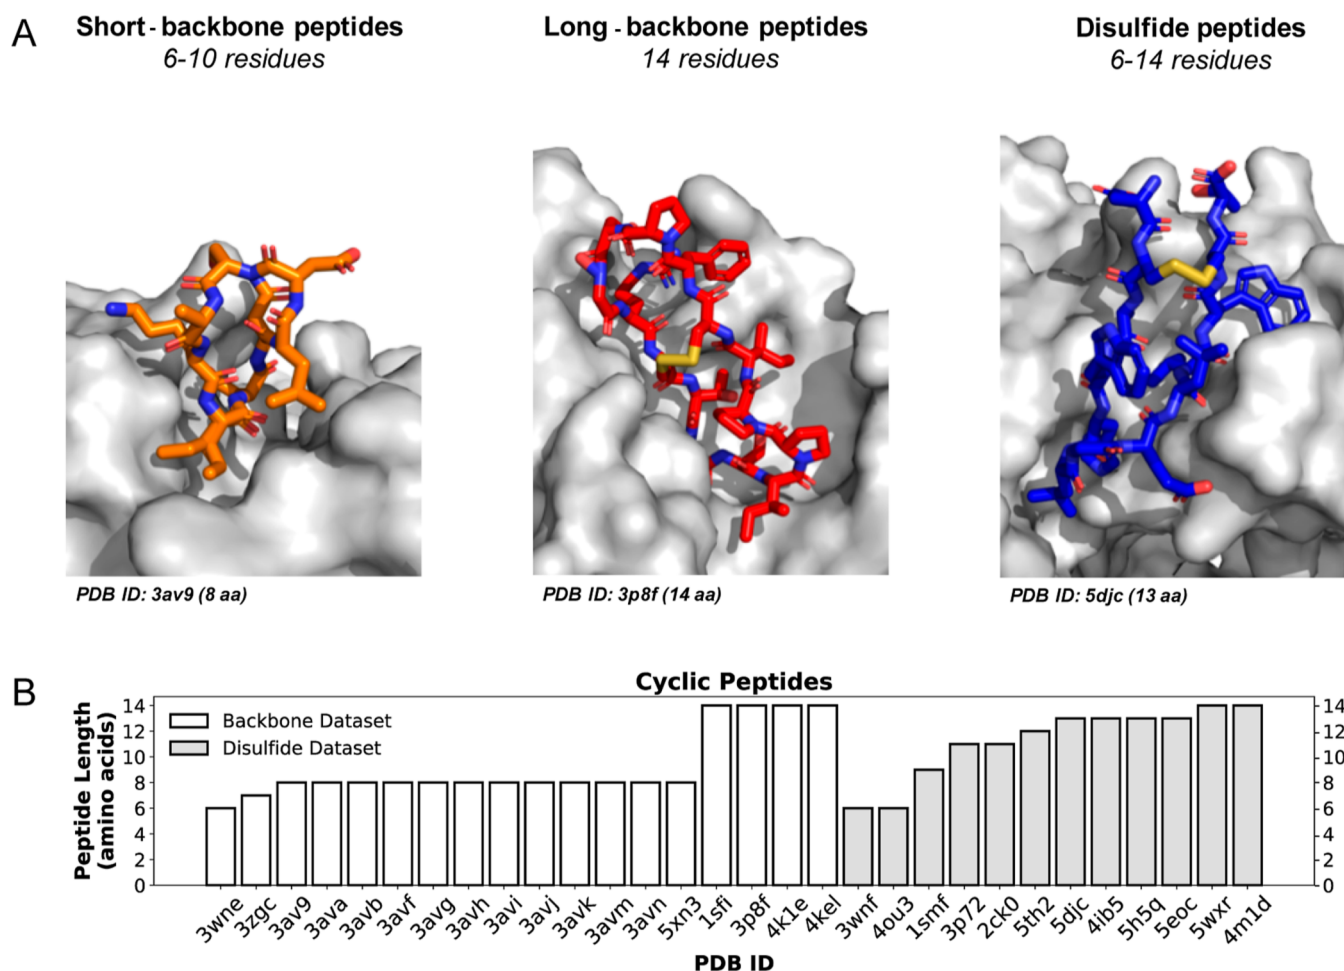 A
Short - backbone peptides
6-10 residues
Long - backbone peptides
14 residues
Disulfide peptides
6-14 residues
PDB ID: 3av9 (8 aa)
PDB ID: 3p8f (14 aa)
PDB ID: 5djc (13 aa)
B
Cyclic Peptides
Peptide Length
(amino acids)
14
12
10
8
6
4
2
0
Backbone Dataset
Disulfide Dataset
14
12
10
8
6
4
2
0
3wne
3zgc
3av9
3ava
3avb
3avf
3avg
3avh
3avi
3avj
3avk
3avm
3avn
5xn3
1sfi
3p8f
4k1e
4kel
3wnf
4ou3
1smf
3p72
2ck0
5th2
5djc
4ib5
5h5q
5eoc
5wxr
4m1d
PDB ID